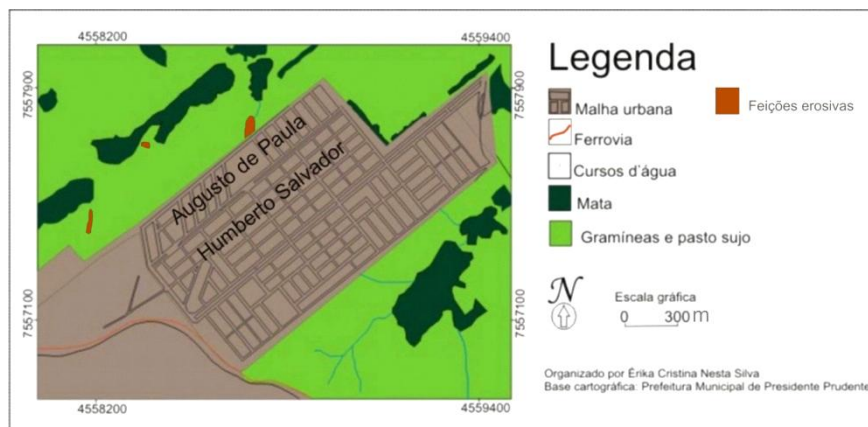 4558200
4559400
7557900
7557900
Augusto de Paula
Humberto Salvador
7557100
7557100
4558200
4559400
Legenda
Malha urbana
Feições erosivas
Ferrovia
Cursos d'água
Mata
Gramíneas e pasto sujo
N
Escala gráfica
0 300 m
Organizado por Érika Cristina Nesta Silva
Base cartográfica: Prefeitura Municipal de Presidente Prudente